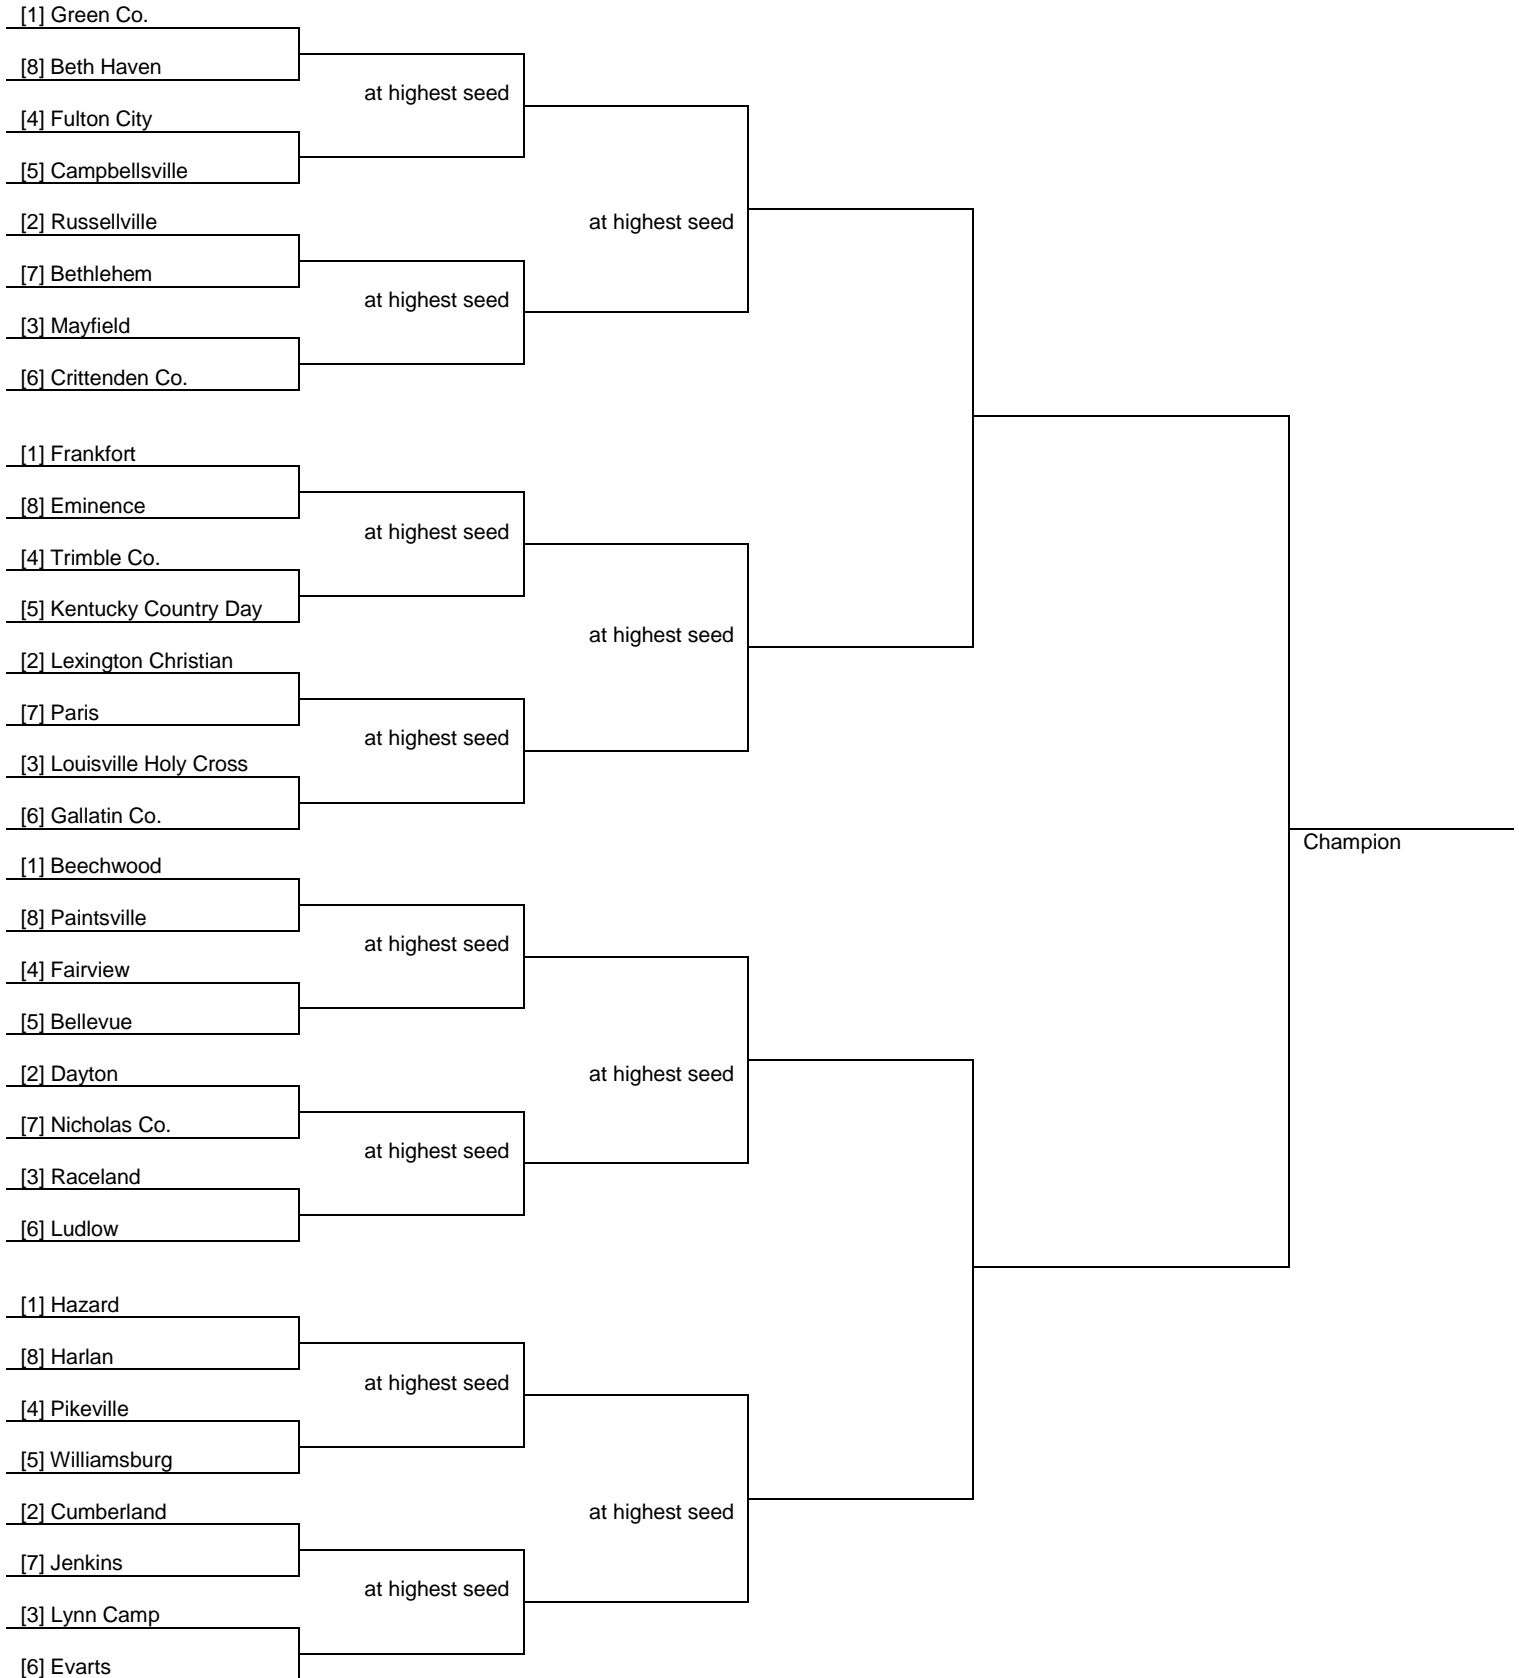 [1] Green Co.
[8] Beth Haven
at highest seed
[4] Fulton City
[5] Campbellsville
[2] Russellville
at highest seed
[7] Bethlehem
at highest seed
[3] Mayfield
[6] Crittenden Co.
[1] Frankfort
[8] Eminence
at highest seed
[4] Trimble Co.
[5] Kentucky Country Day
at highest seed
[2] Lexington Christian
[7] Paris
at highest seed
[3] Louisville Holy Cross
[6] Gallatin Co.
Champion
[1] Beechwood
[8] Paintsville
at highest seed
[4] Fairview
[5] Bellevue
[2] Dayton
at highest seed
[7] Nicholas Co.
at highest seed
[3] Raceland
[6] Ludlow
[1] Hazard
[8] Harlan
at highest seed
[4] Pikeville
[5] Williamsburg
[2] Cumberland
at highest seed
[7] Jenkins
at highest seed
[3] Lynn Camp
[6] Evarts